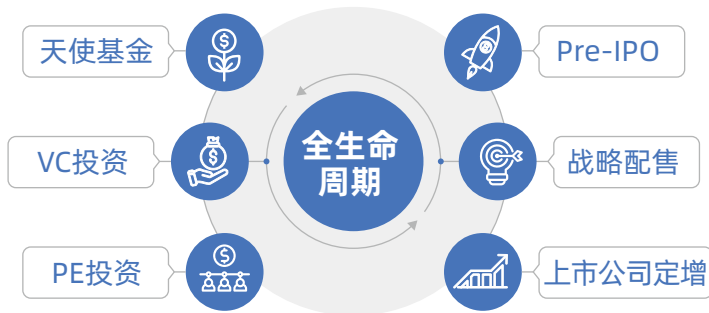 天使基金
VC投资
PE投资
全生命
周期
Pre-IPO
战略配售
上市公司定增